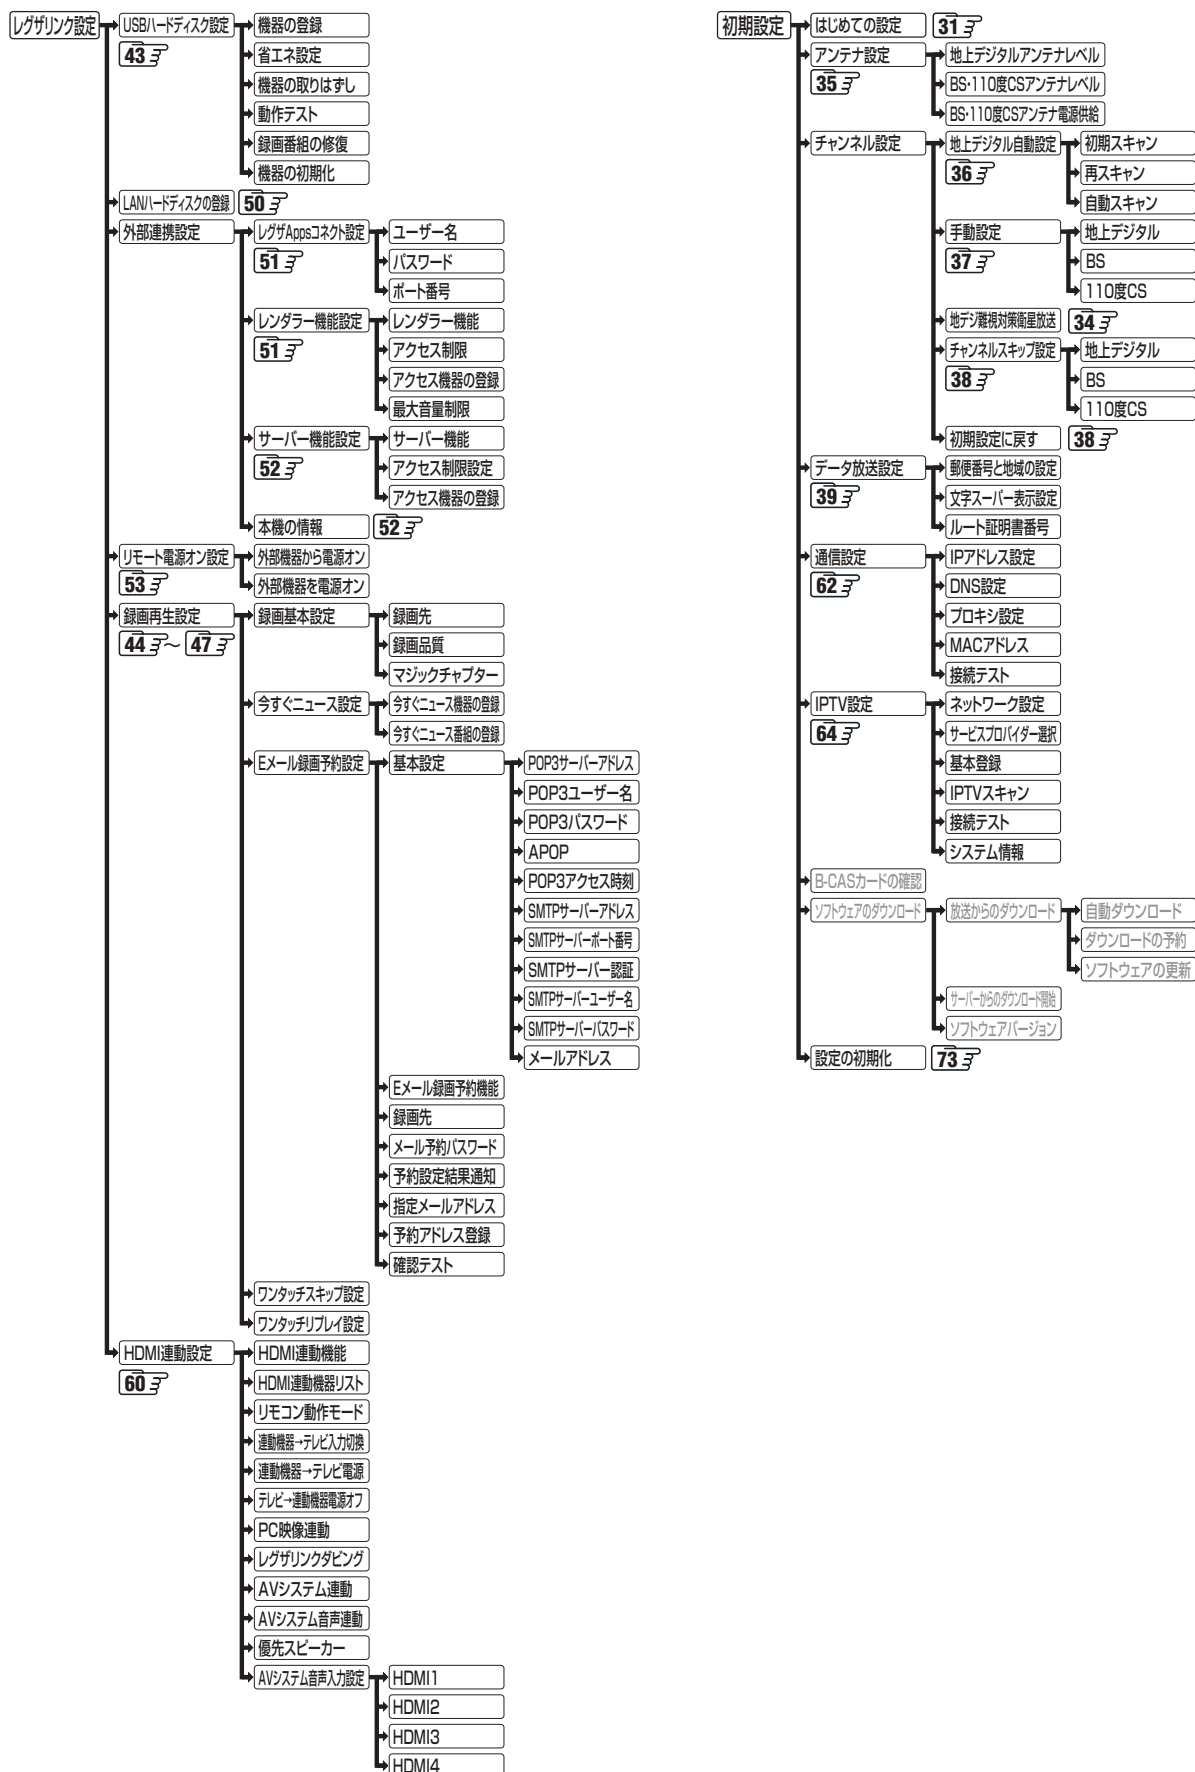 レグザリンク設定
USBハードディスク設定
43
機器の登録
省エネ設定
機器の取りはずし
動作テスト
録画番組の修復
機器の初期化
LANハードディスクの登録
50
外部連携設定
レグザAppsコネクト設定
51
ユーザー名
パスワード
ポート番号
レンダラー機能設定
51
レンダラー機能
アクセス制限
アクセス機器の登録
最大音量制限
サーバー機能設定
52
サーバー機能
アクセス制限設定
アクセス機器の登録
本機の情報
52
リモート電源オン設定
53
外部機器から電源オン
外部機器を電源オン
録画再生設定
44～47
録画基本設定
録画先
録画品質
マジックチャプター
今すぐニュース設定
今すぐニュース機器の登録
今すぐニュース番組の登録
Eメール録画予約設定
基本設定
POP3サーバーアドレス
POP3ユーザー名
POP3パスワード
APOP
POP3アクセス時刻
SMTPサーバーアドレス
SMTPサーバーポート番号
SMTPサーバー認証
SMTPサーバーユーザー名
SMTPサーバーパスワード
メールアドレス
Eメール録画予約機能
録画先
メール予約パスワード
予約設定結果通知
指定メールアドレス
予約アドレス登録
確認テスト
ワンタッチスキップ設定
ワンタッチリプレイ設定
HDMI連動設定
60
HDMI連動機能
HDMI連動機器リスト
リモコン動作モード
連動機器→テレビ入力切換
連動機器→テレビ電源
テレビ→連動機器電源オフ
PC映像連動
レグザリンクダビング
AVシステム連動
AVシステム音声連動
優先スピーカー
AVシステム音声入力設定
HDMI1
HDMI2
HDMI3
HDMI4
初期設定
はじめての設定
31
アンテナ設定
35
地上デジタルアンテナレベル
BS・110度CSアンテナレベル
BS・110度CSアンテナ電源供給
チャンネル設定
地上デジタル自動設定
36
初期スキャン
再スキャン
自動スキャン
手動設定
37
地上デジタル
BS
110度CS
地デジ難視対策衛星放送
34
チャンネルスキップ設定
38
地上デジタル
BS
110度CS
初期設定に戻す
38
データ放送設定
39
郵便番号と地域の設定
文字スーパー表示設定
ルート証明書番号
通信設定
62
IPアドレス設定
DNS設定
プロキシ設定
MACアドレス
接続テスト
IPTV設定
64
ネットワーク設定
サービスプロバイダー選択
基本登録
IPTVスキャン
接続テスト
システム情報
B-CASカードの確認
ソフトウェアのダウンロード
放送からのダウンロード
自動ダウンロード
ダウンロードの予約
ソフトウェアの更新
サーバーからのダウンロード開始
ソフトウェアバージョン
設定の初期化
73